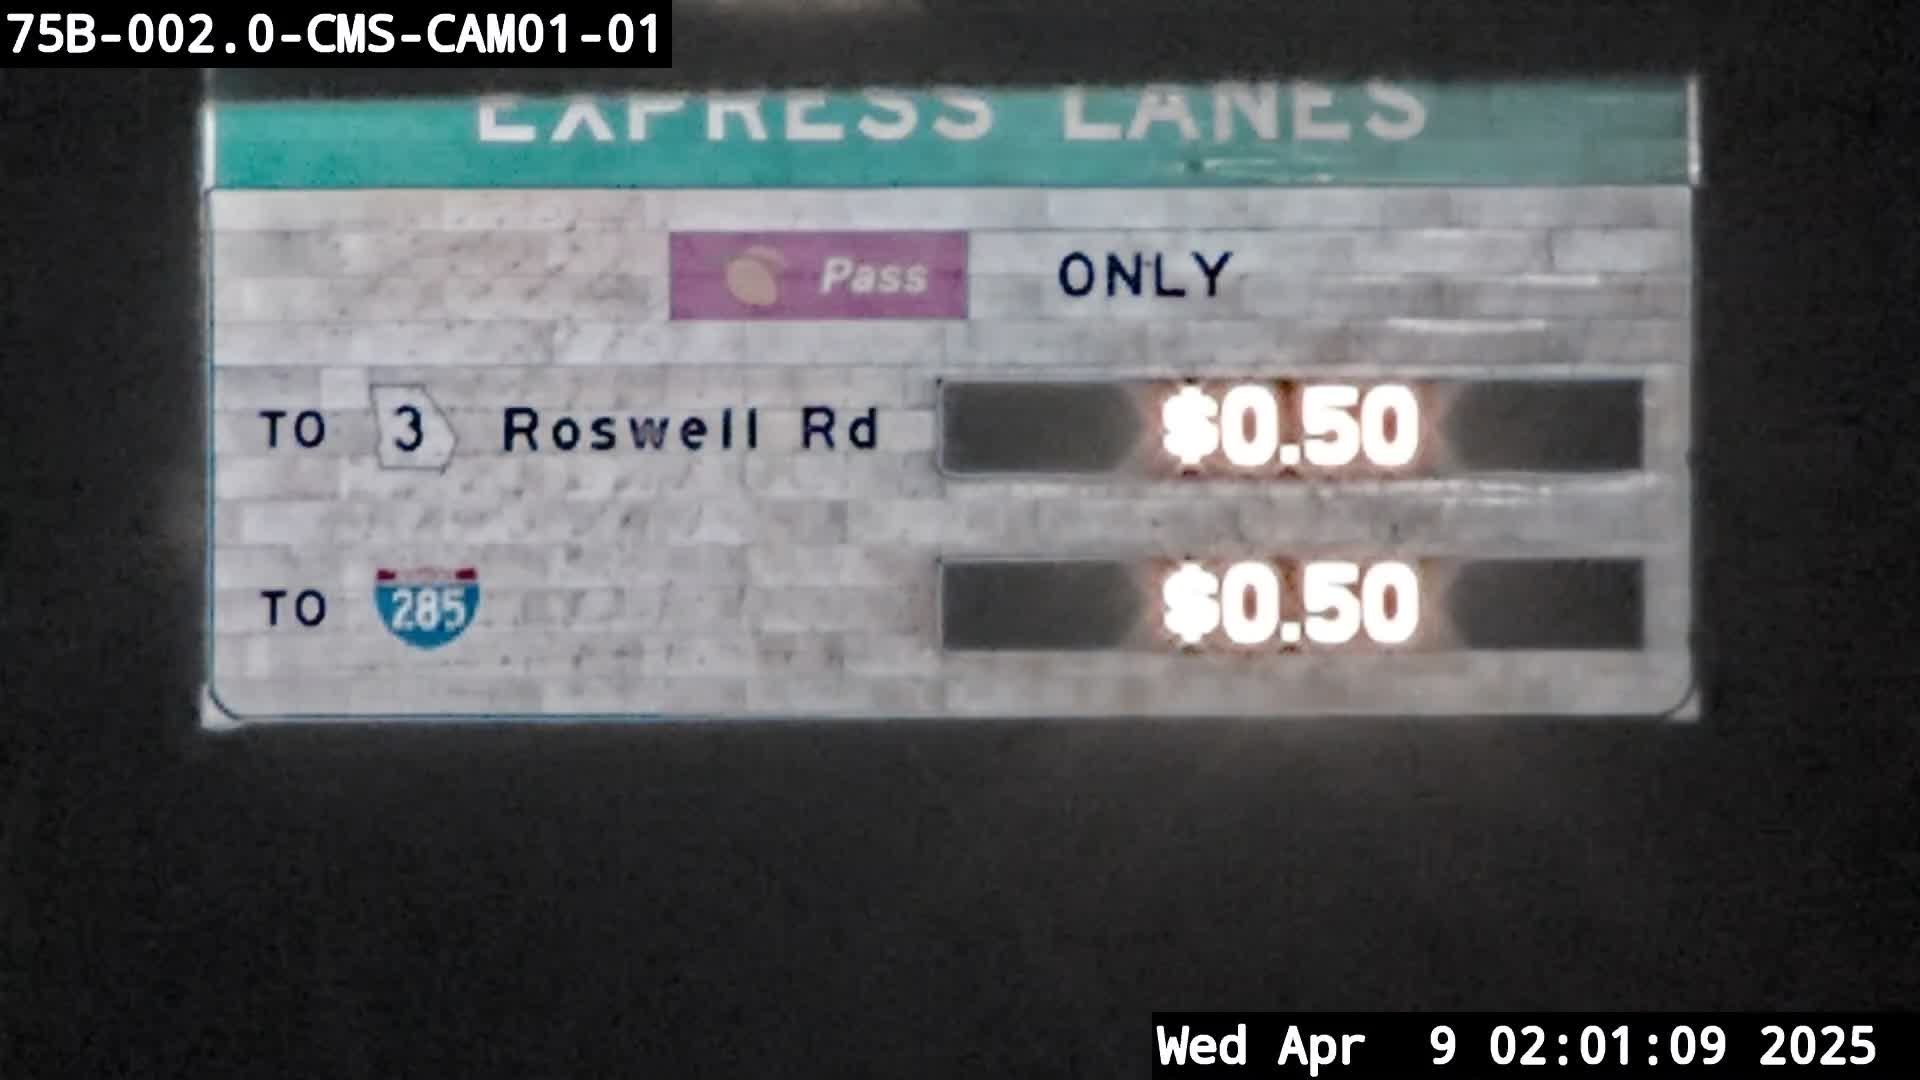 75B-002.0-CMS-CAM01-01
EXPRESS LANES
Pass ONLY
TO 3 Roswell Rd $0.50
TO 285 $0.50
Wed Apr 9 02:01:09 2025